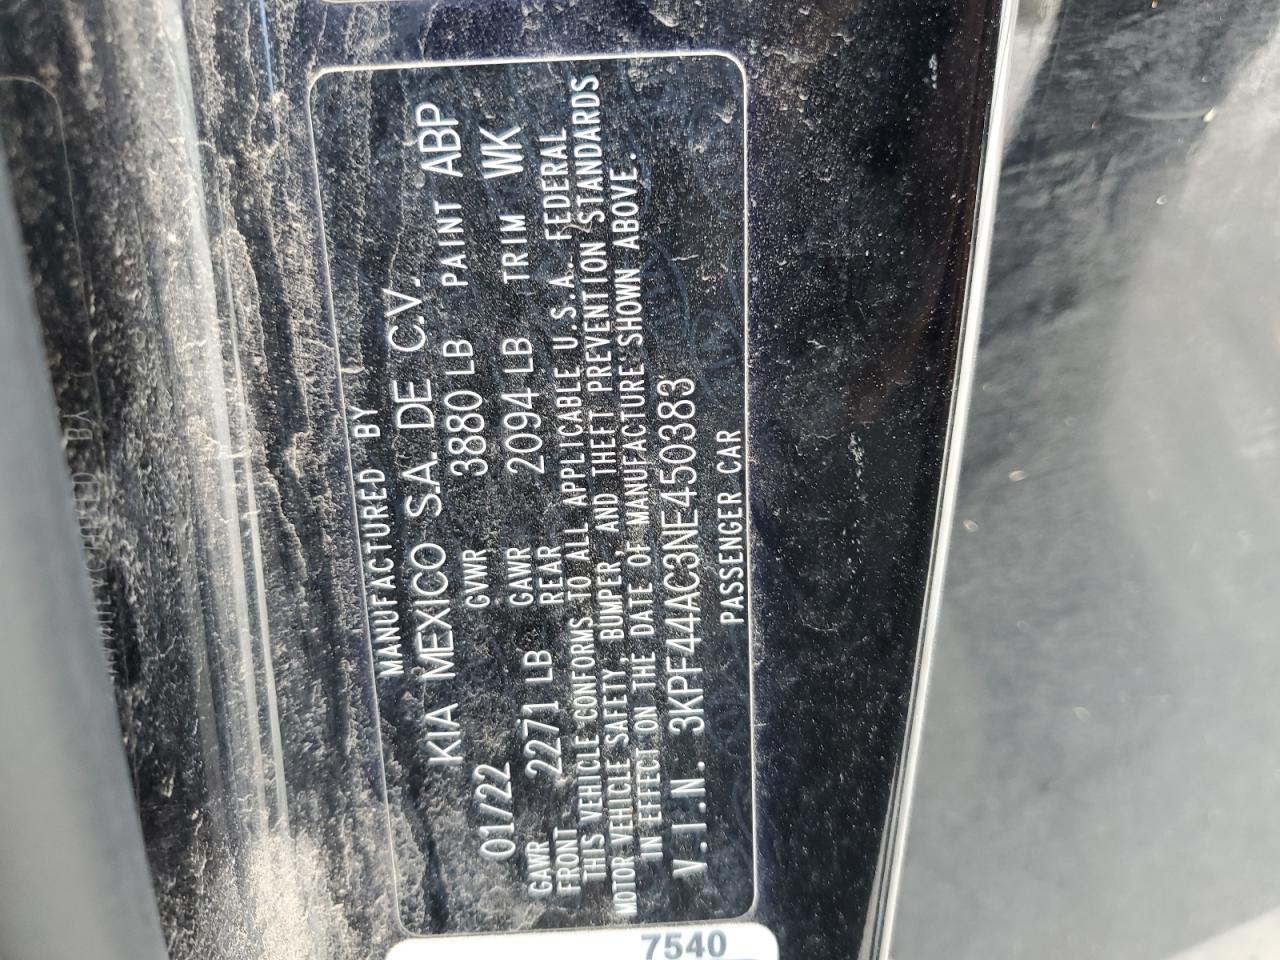 MANUFACTURED BY
KIA MEXICO S.A. DE C.V.
01/22 GVWR 3880 LB PAINT ABP
GAWR FRONT 2271 LB GAWR REAR 2094 LB TRIM WK
THIS VEHICLE CONFORMS TO ALL APPLICABLE U.S.A. FEDERAL
MOTOR VEHICLE SAFETY, BUMPER, AND THEFT PREVENTION STANDARDS
IN EFFECT ON THE DATE OF MANUFACTURE SHOWN ABOVE.
V.I.N. 3KPF44AC3NE450383
PASSENGER CAR
7540